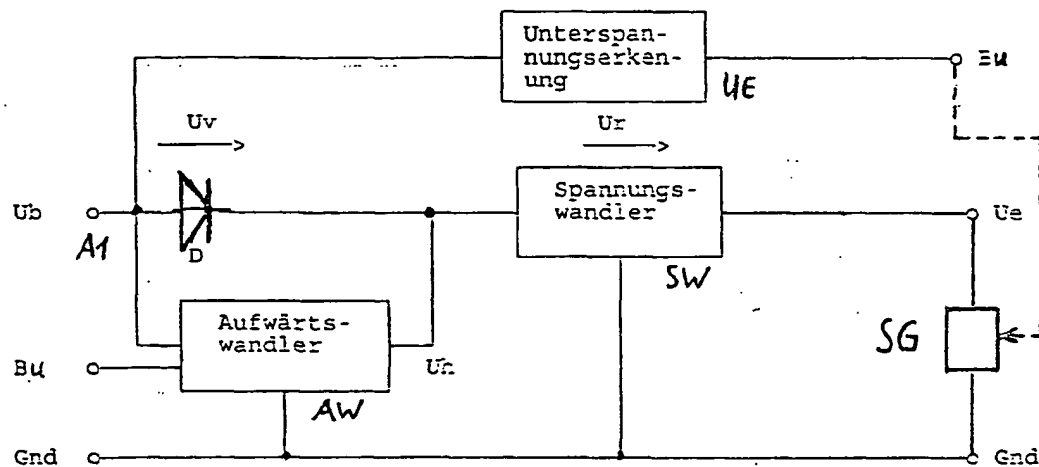 Unterspan-
nungserken-
nung
UE
Eu
Uv
Ur
Ub
A1
D
Spannungs-
wandler
SW
Ue
Aufwärts-
wandler
AW
Uh
Bu
SG
Gnd
Gnd